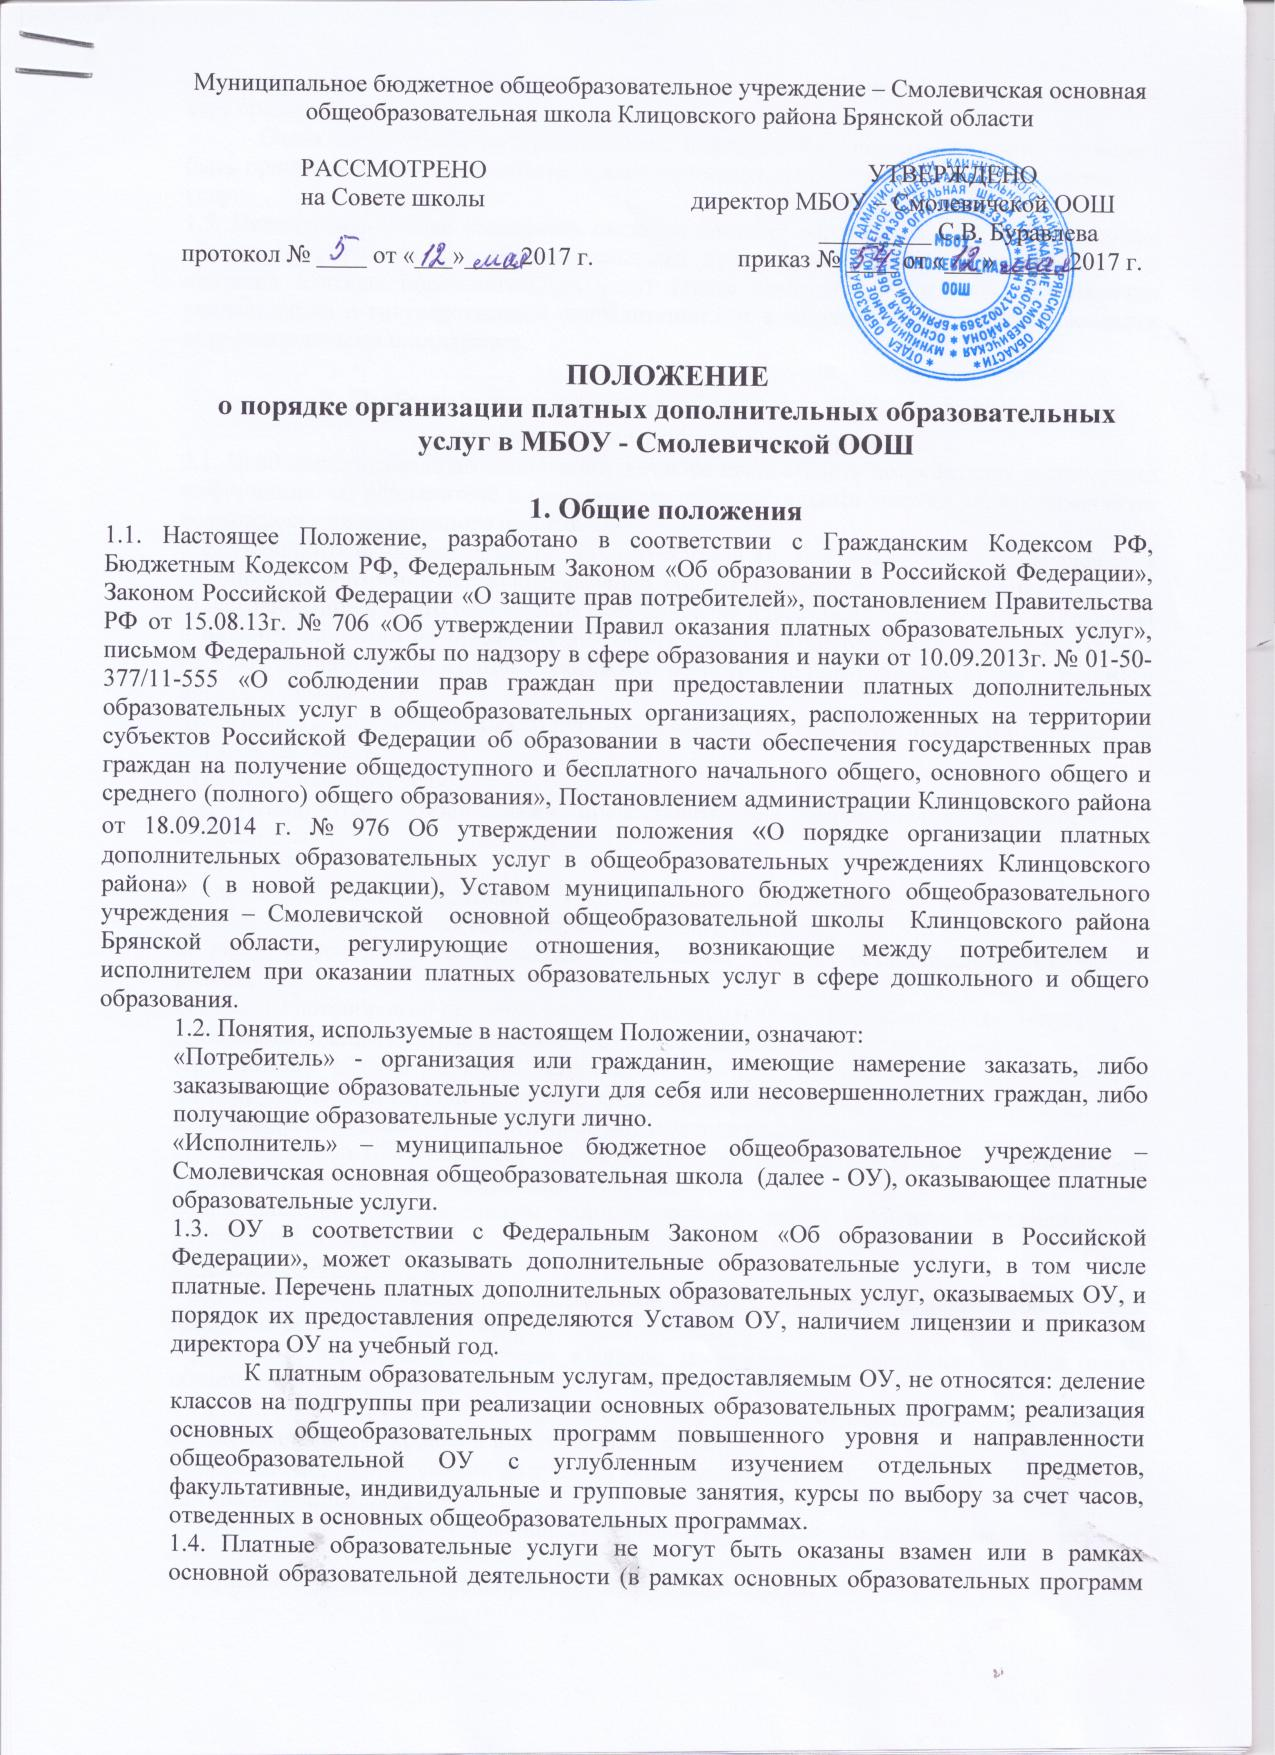 Муниципальное бюджетное общеобразовательное учреждение – Смолевичская основная
общеобразовательная школа Клицовского района Брянской области
РАССМОТРЕНО
на Совете школы
протокол № 5 от «12» мая 2017 г.
УТВЕРЖДЕНО
директор МБОУ – Смолевичской ООШ
_________ С.В. Буравлева
приказ № 54 от «12» мая 2017 г.
МБОУ -
СМОЛЕВИЧСКАЯ
ООШ
ПОЛОЖЕНИЕ
о порядке организации платных дополнительных образовательных
услуг в МБОУ - Смолевичской ООШ
1. Общие положения
1.1. Настоящее Положение, разработано в соответствии с Гражданским Кодексом РФ,
Бюджетным Кодексом РФ, Федеральным Законом «Об образовании в Российской Федерации»,
Законом Российской Федерации «О защите прав потребителей», постановлением Правительства
РФ от 15.08.13г. № 706 «Об утверждении Правил оказания платных образовательных услуг»,
письмом Федеральной службы по надзору в сфере образования и науки от 10.09.2013г. № 01-50-
377/11-555 «О соблюдении прав граждан при предоставлении платных дополнительных
образовательных услуг в общеобразовательных организациях, расположенных на территории
субъектов Российской Федерации об образовании в части обеспечения государственных прав
граждан на получение общедоступного и бесплатного начального общего, основного общего и
среднего (полного) общего образования», Постановлением администрации Клинцовского района
от 18.09.2014 г. № 976 Об утверждении положения «О порядке организации платных
дополнительных образовательных услуг в общеобразовательных учреждениях Клинцовского
района» ( в новой редакции), Уставом муниципального бюджетного общеобразовательного
учреждения – Смолевичской основной общеобразовательной школы Клинцовского района
Брянской области, регулирующие отношения, возникающие между потребителем и
исполнителем при оказании платных образовательных услуг в сфере дошкольного и общего
образования.
1.2. Понятия, используемые в настоящем Положении, означают:
«Потребитель» - организация или гражданин, имеющие намерение заказать, либо
заказывающие образовательные услуги для себя или несовершеннолетних граждан, либо
получающие образовательные услуги лично.
«Исполнитель» – муниципальное бюджетное общеобразовательное учреждение –
Смолевичская основная общеобразовательная школа (далее - ОУ), оказывающее платные
образовательные услуги.
1.3. ОУ в соответствии с Федеральным Законом «Об образовании в Российской
Федерации», может оказывать дополнительные образовательные услуги, в том числе
платные. Перечень платных дополнительных образовательных услуг, оказываемых ОУ, и
порядок их предоставления определяются Уставом ОУ, наличием лицензии и приказом
директора ОУ на учебный год.
К платным образовательным услугам, предоставляемым ОУ, не относятся: деление
классов на подгруппы при реализации основных образовательных программ; реализация
основных общеобразовательных программ повышенного уровня и направленности
общеобразовательной ОУ с углубленным изучением отдельных предметов,
факультативные, индивидуальные и групповые занятия, курсы по выбору за счет часов,
отведенных в основных общеобразовательных программах.
1.4. Платные образовательные услуги не могут быть оказаны взамен или в рамках
основной образовательной деятельности (в рамках основных образовательных программ